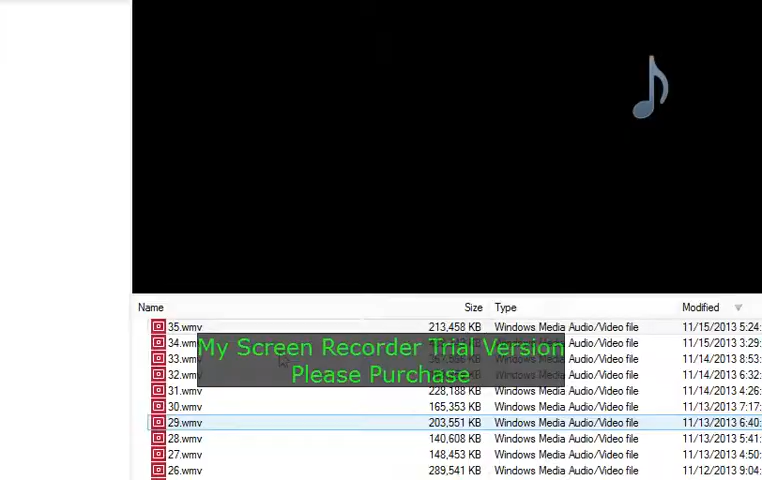 Name Size Type Modified
35.wmv 213,458 KB Windows Media Audio/Video file 11/15/2013 5:24:
34.wmv Windows Media Audio/Video file 11/15/2013 3:29:
My Screen Recorder Trial Version
33.wmv Windows Media Audio/Video file 11/14/2013 8:53:
Please Purchase
32.wmv KB Windows Media Audio/Video file 11/14/2013 6:32:
31.wmv 228,188 KB Windows Media Audio/Video file 11/14/2013 4:26:
30.wmv 165,353 KB Windows Media Audio/Video file 11/13/2013 7:17:
29.wmv 203,551 KB Windows Media Audio/Video file 11/13/2013 6:40:
28.wmv 140,608 KB Windows Media Audio/Video file 11/13/2013 5:41:
27.wmv 148,453 KB Windows Media Audio/Video file 11/13/2013 4:50:
26.wmv 289,541 KB Windows Media Audio/Video file 11/12/2013 9:04: